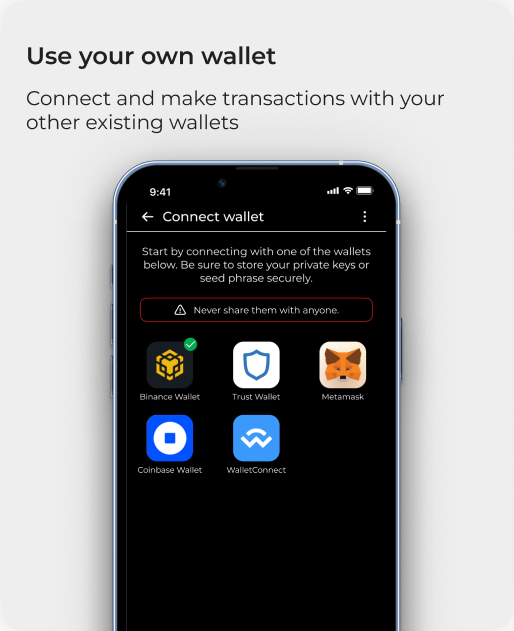 Use your own wallet
Connect and make transactions with your
other existing wallets
9:41
Connect wallet
Start by connecting with one of the wallets
below. Be sure to store your private keys or
seed phrase securely.
Never share them with anyone.
Binance Wallet
Trust Wallet
Metamask
Coinbase Wallet
WalletConnect